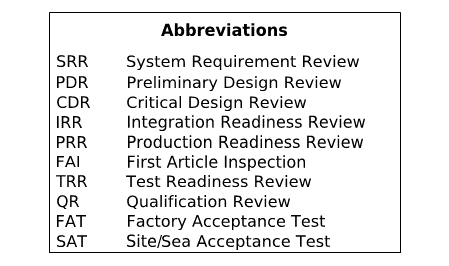 Abbreviations
SRR System Requirement Review
PDR Preliminary Design Review
CDR Critical Design Review
IRR Integration Readiness Review
PRR Production Readiness Review
FAI First Article Inspection
TRR Test Readiness Review
QR Qualification Review
FAT Factory Acceptance Test
SAT Site/Sea Acceptance Test